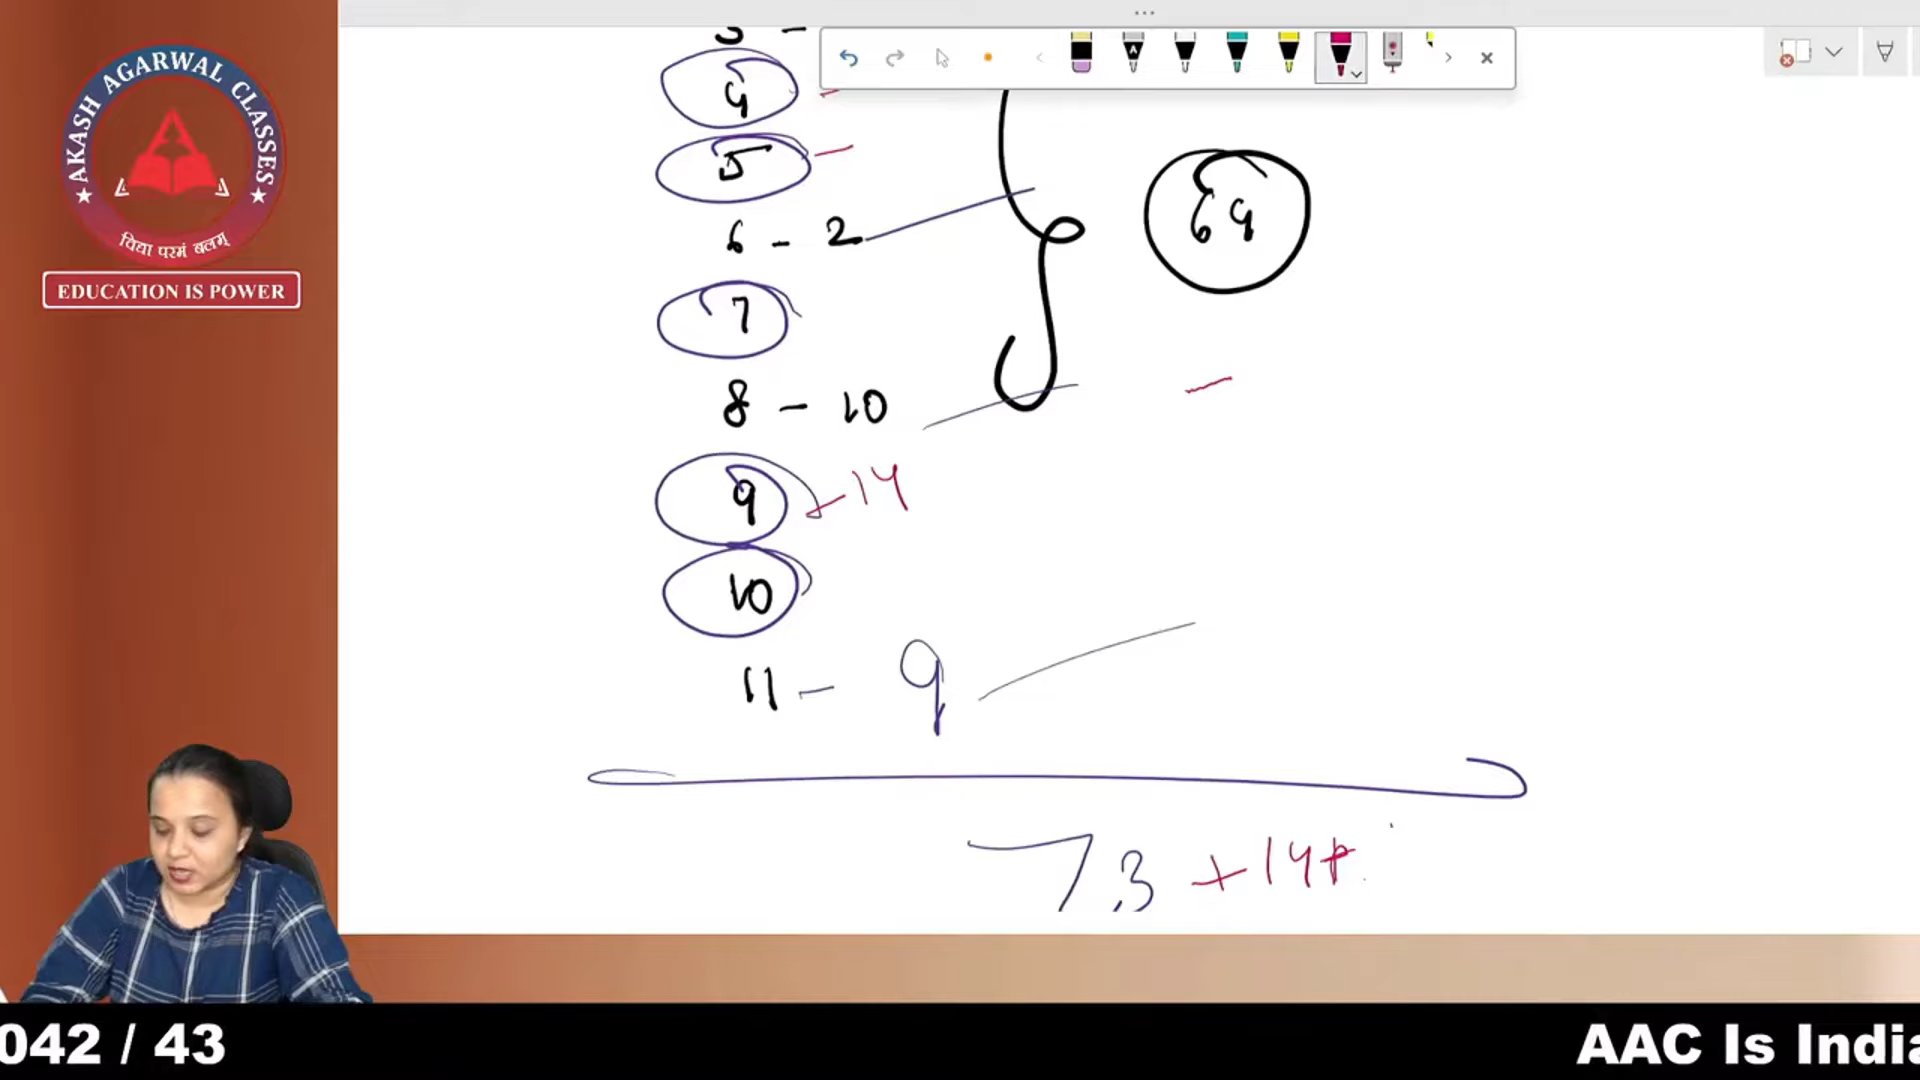 AKASH AGARWAL CLASSES
विद्या परमं बलम्
EDUCATION IS POWER
4 -
5 -
6 - 2
64
7
8 - 10
9 - 14
10
11 - 9
73 + 14 +
042 / 43
AAC Is India